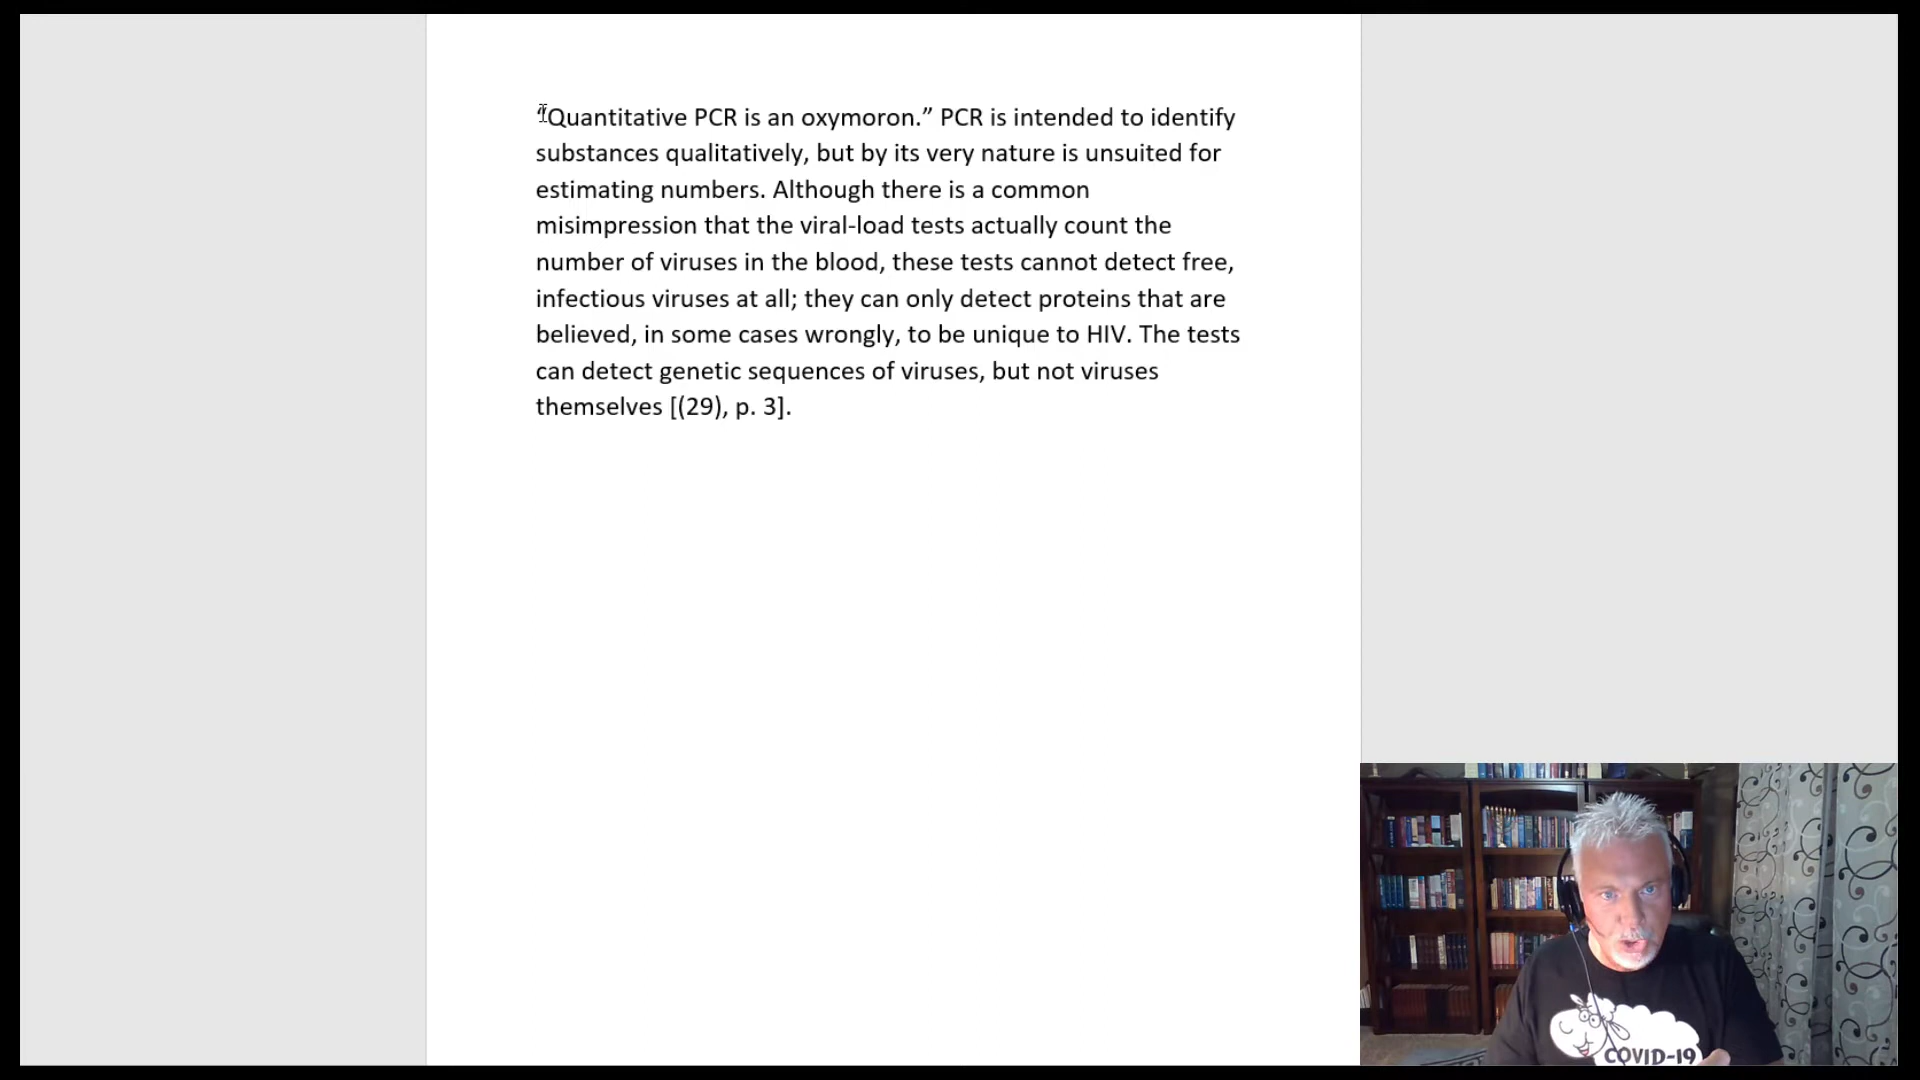 “Quantitative PCR is an oxymoron.” PCR is intended to identify
substances qualitatively, but by its very nature is unsuited for
estimating numbers. Although there is a common
misimpression that the viral-load tests actually count the
number of viruses in the blood, these tests cannot detect free,
infectious viruses at all; they can only detect proteins that are
believed, in some cases wrongly, to be unique to HIV. The tests
can detect genetic sequences of viruses, but not viruses
themselves [(29), p. 3].
COVID-19